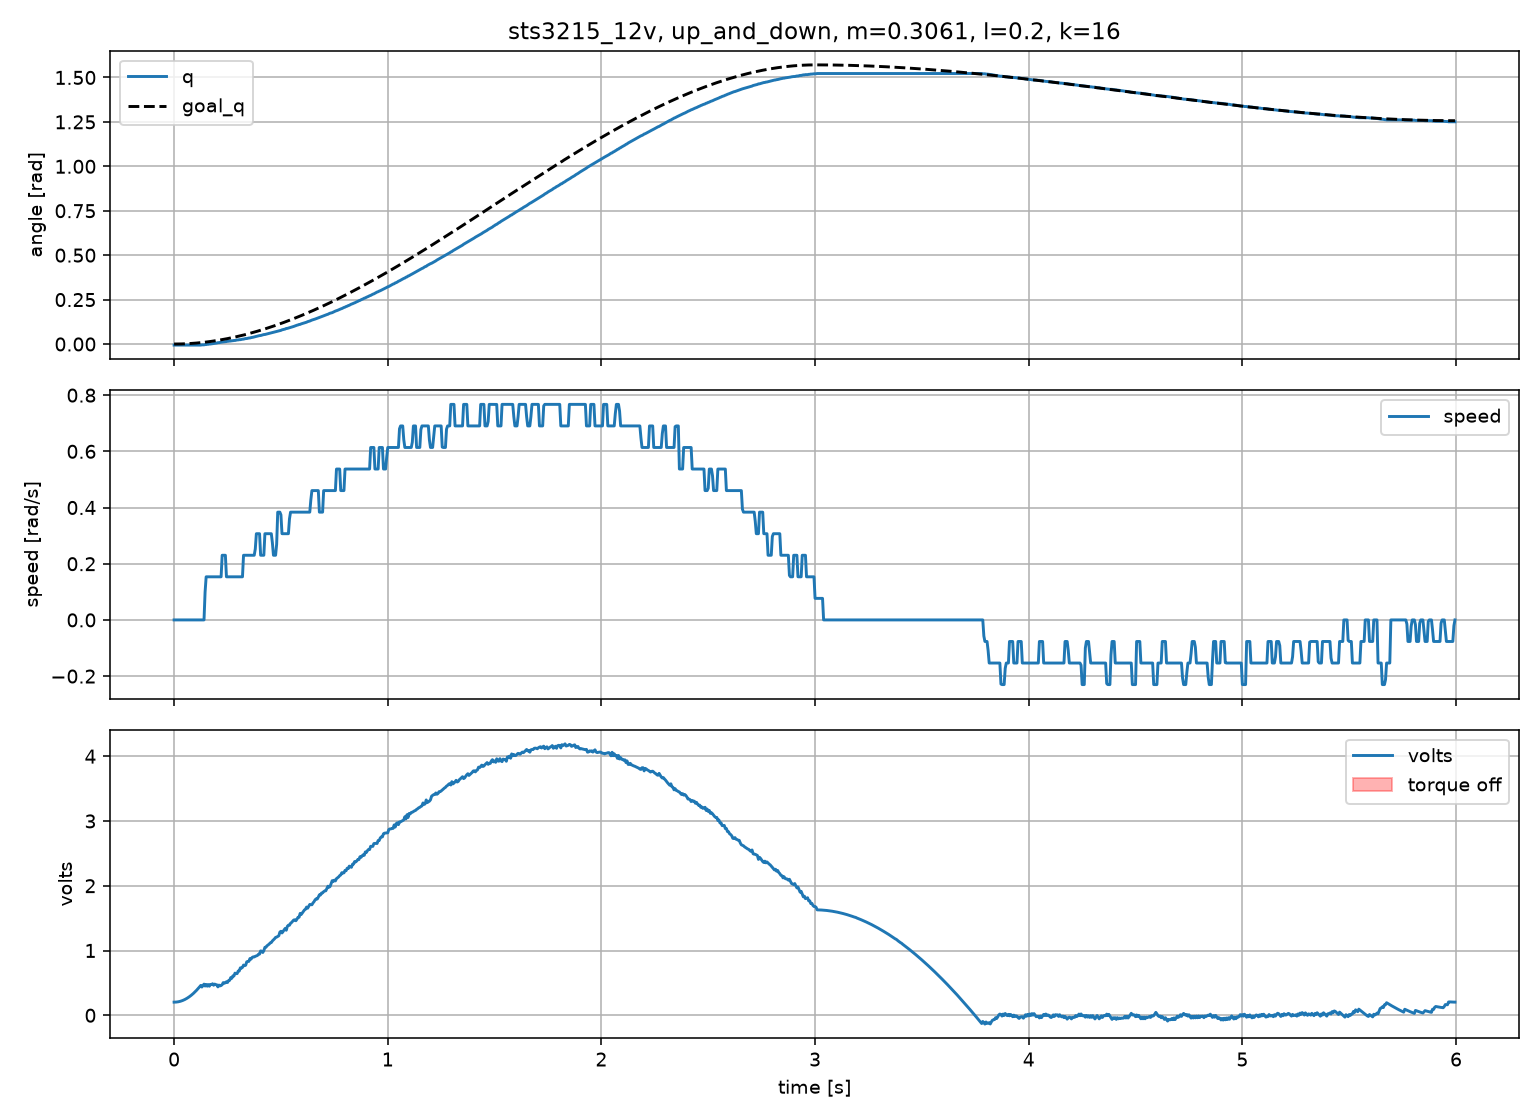 sts3215_12v, up_and_down, m=0.3061, l=0.2, k=16
q
goal_q
angle [rad]
1.50
1.25
1.00
0.75
0.50
0.25
0.00
speed
speed [rad/s]
0.8
0.6
0.4
0.2
0.0
−0.2
volts
torque off
volts
4
3
2
1
0
0 1 2 3 4 5 6
time [s]